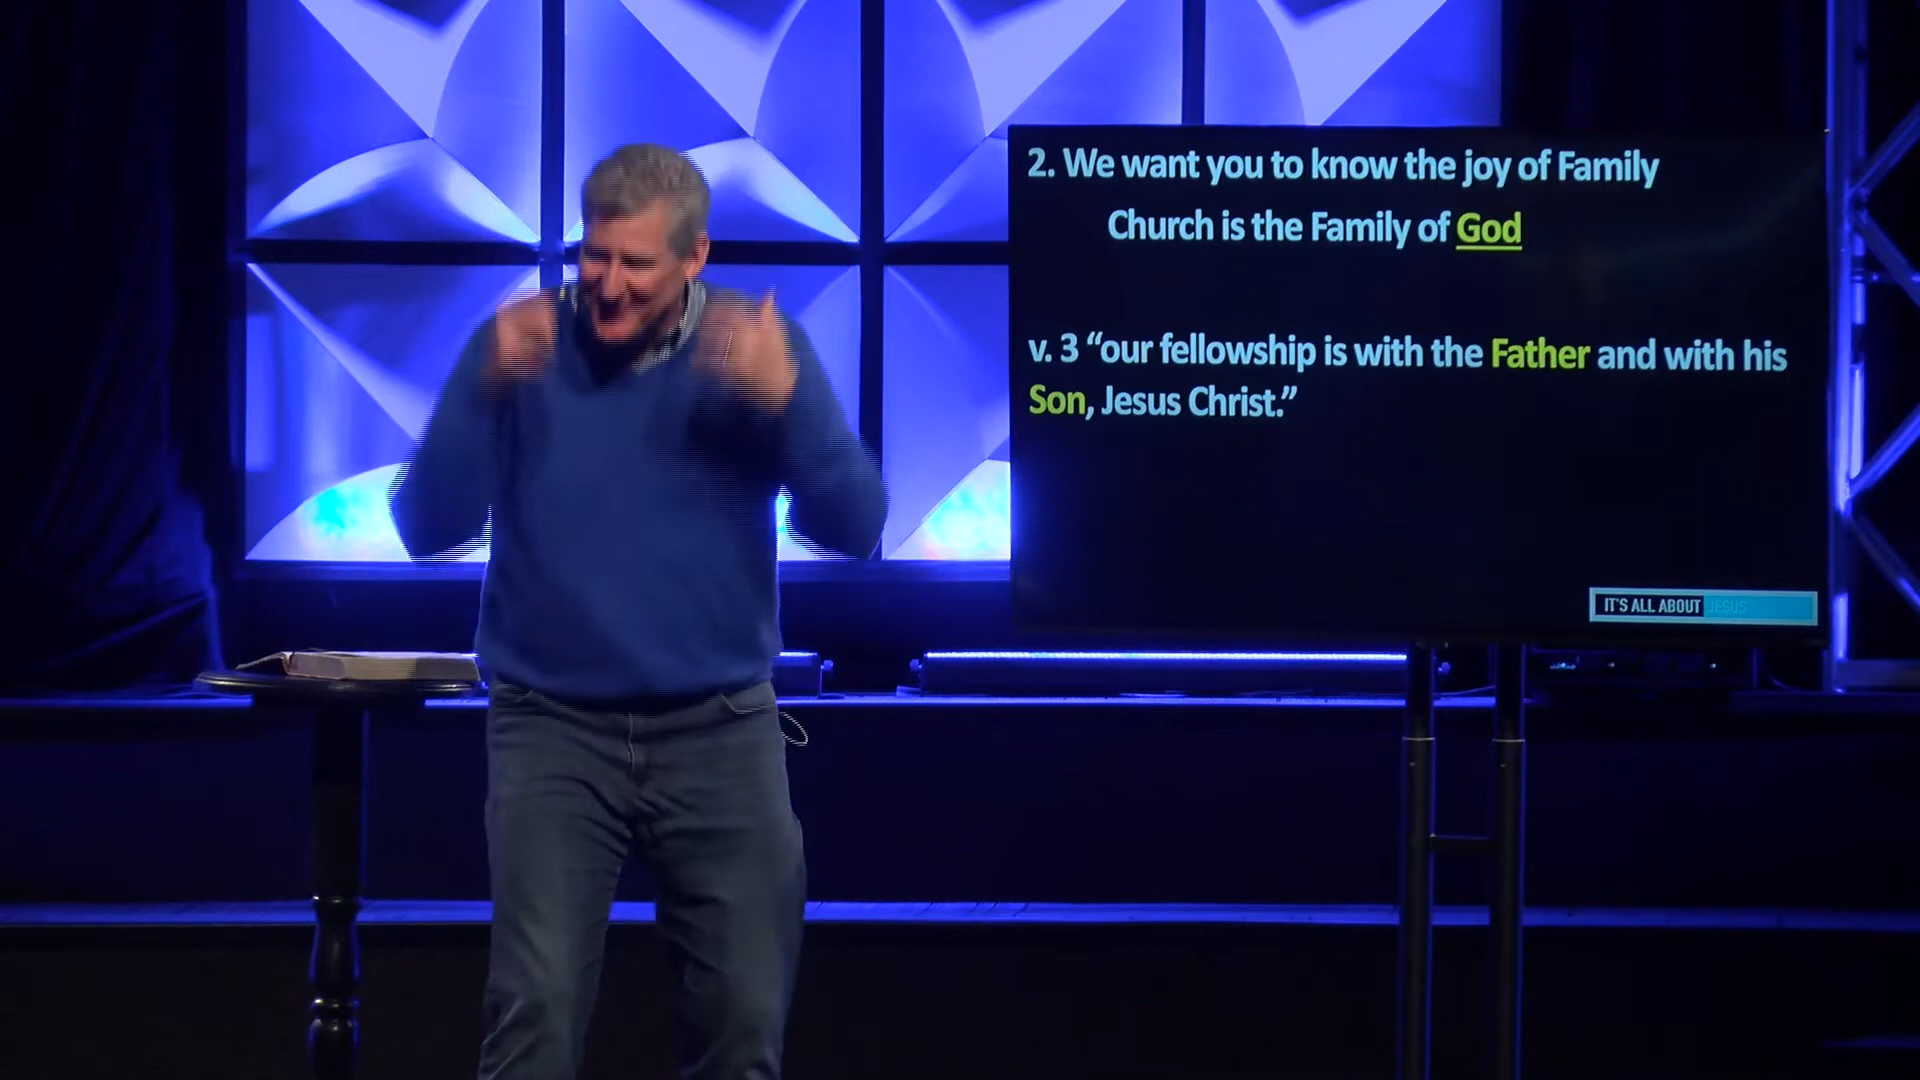 2. We want you to know the joy of Family
Church is the Family of God
v. 3 “our fellowship is with the Father and with his
Son, Jesus Christ.”
IT'S ALL ABOUT JESUS